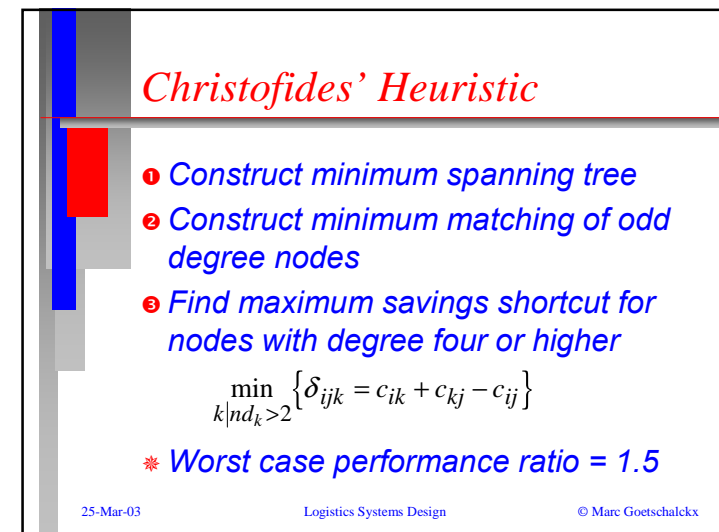 Christofides' Heuristic
❶ Construct minimum spanning tree
❷ Construct minimum matching of odd
degree nodes
❸ Find maximum savings shortcut for
nodes with degree four or higher
min {δ_ijk = c_ik + c_kj − c_ij}
k|nd_k>2
❋ Worst case performance ratio = 1.5
25-Mar-03 Logistics Systems Design © Marc Goetschalckx